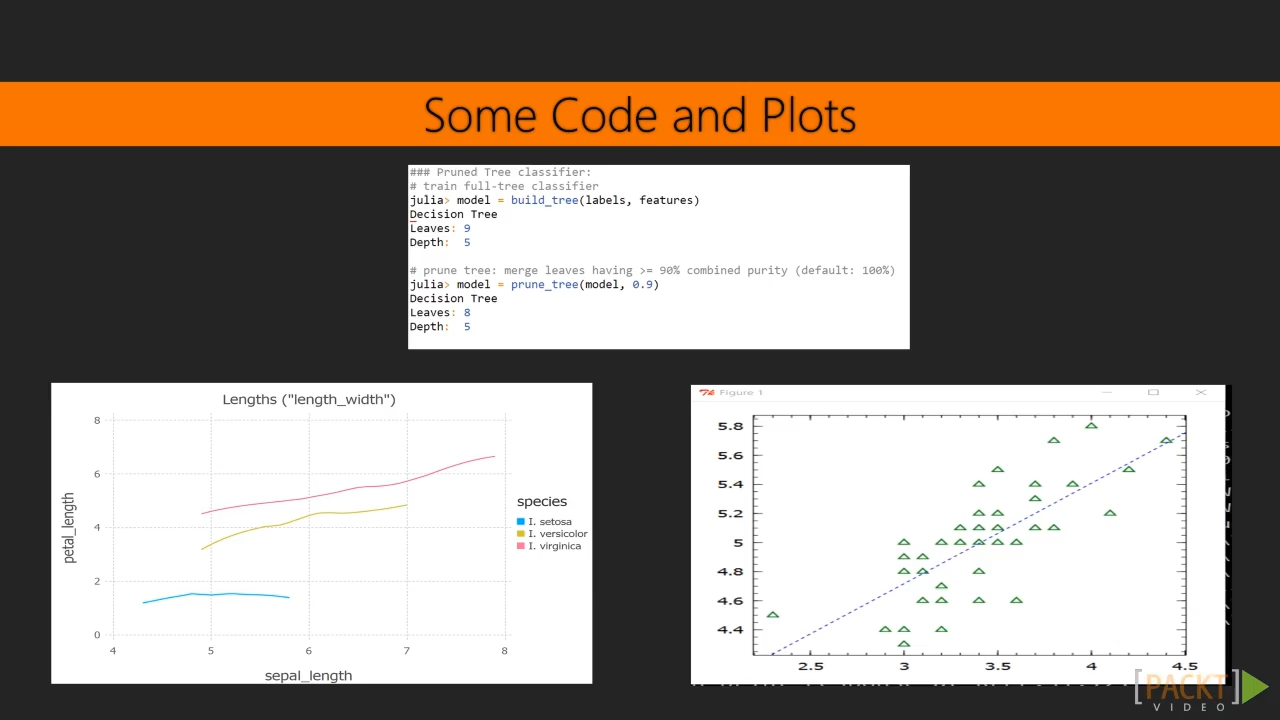 Some Code and Plots
### Pruned Tree classifier:
# train full-tree classifier
julia> model = build_tree(labels, features)
Decision Tree
Leaves: 9
Depth:  5
# prune tree: merge leaves having >= 90% combined purity (default: 100%)
julia> model = prune_tree(model, 0.9)
Decision Tree
Leaves: 8
Depth:  5
Lengths ("length_width")
8
6
4
2
0
petal_length
4 5 6 7 8
sepal_length
species
I. setosa
I. versicolor
I. virginica
Figure 1
5.8
5.6
5.4
5.2
5
4.8
4.6
4.4
2.5 3 3.5 4 4.5
[PACKT]
VIDEO